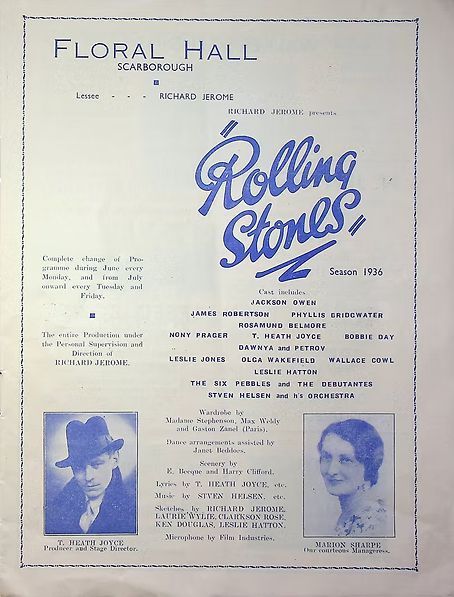 FLORAL HALL
SCARBOROUGH
Lessee - - - RICHARD JEROME
RICHARD JEROME presents
"Rolling
Stones"
Season 1936
Complete change of Pro-
gramme during June every
Monday, and from July
onward every Tuesday and
Friday.
The entire Production under
the Personal Supervision and
Direction of
RICHARD JEROME.
Cast includes
JACKSON OWEN
JAMES ROBERTSON PHYLLIS BRIDGWATER
ROSAMUND BELMORE
NONY PRAGER T. HEATH JOYCE BOBBIE DAY
DAWNYA and PETROV
LESLIE JONES OLGA WAKEFIELD WALLACE COWL
LESLIE HATTON
THE SIX PEBBLES and THE DEBUTANTES
STVEN HELSEN and h's ORCHESTRA
Wardrobe by
Madame Stephenson, Max Weldy
and Gaston Zanel (Paris).
Dance arrangements assisted by
Janet Beddoes.
Scenery by
E. Becque and Harry Clifford.
Lyrics by T. HEATH JOYCE, etc.
Music by STVEN HELSEN, etc.
Sketches by RICHARD JEROME,
LAURIE WYLIE, CLARKSON ROSE,
KEN DOUGLAS, LESLIE HATTON.
Microphone by Film Industries.
T. HEATH JOYCE
Producer and Stage Director.
MARION SHARPE
Our courteous Manageress.